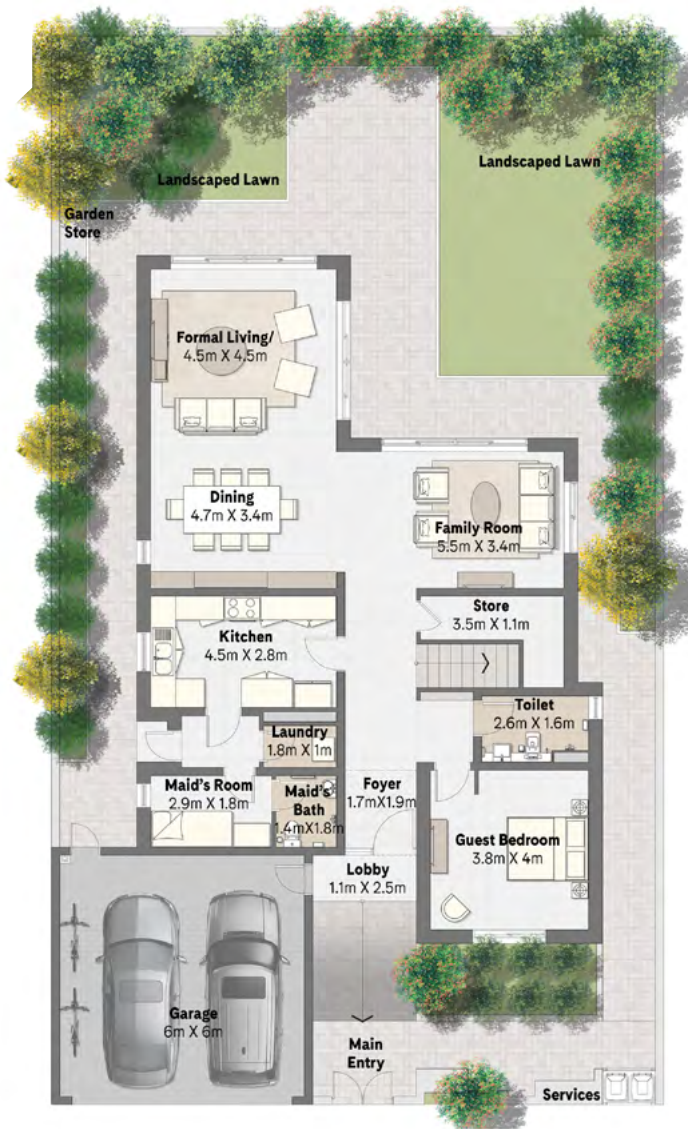 Landscaped Lawn
Landscaped Lawn
Garden
Store
Formal Living/
4.5m X 4.5m
Dining
4.7m X 3.4m
Family Room
5.5m X 3.4m
Store
3.5m X 1.1m
Kitchen
4.5m X 2.8m
Toilet
2.6m X 1.6m
Laundry
1.8m X 1m
Maid's Room
2.9m X 1.8m
Maid's
Bath
1.4m X 1.8m
Foyer
1.7mX1.9m
Guest Bedroom
3.8m X 4m
Lobby
1.1m X 2.5m
Garage
6m X 6m
Main
Entry
Services